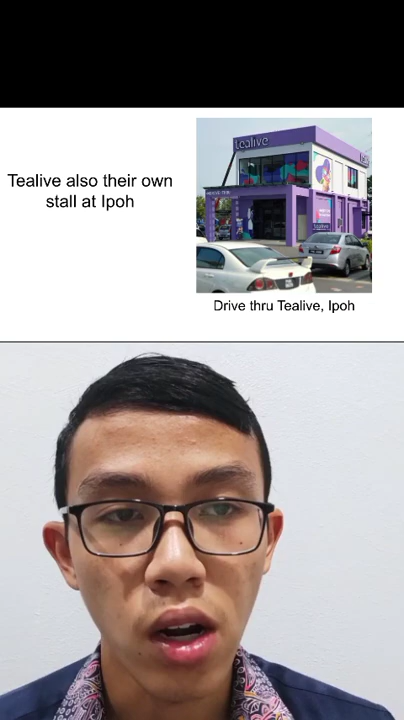 Tealive also their own
stall at Ipoh
tealive
Drive thru Tealive, Ipoh